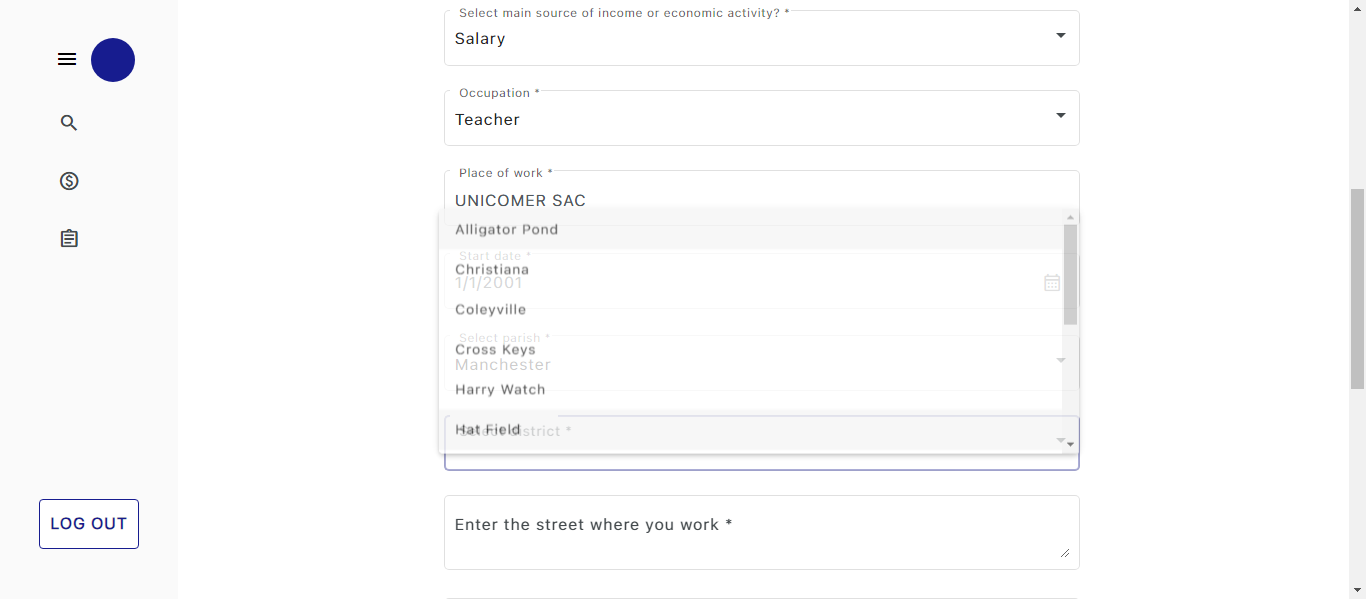 Select main source of income or economic activity? *
Salary
Occupation *
Teacher
Place of work *
UNICOMER SAC
Alligator Pond
Start date *
Christiana
1/1/2001
Coleyville
Select parish *
Cross Keys
Manchester
Harry Watch
Hat Field
Select district *
Enter the street where you work *
LOG OUT